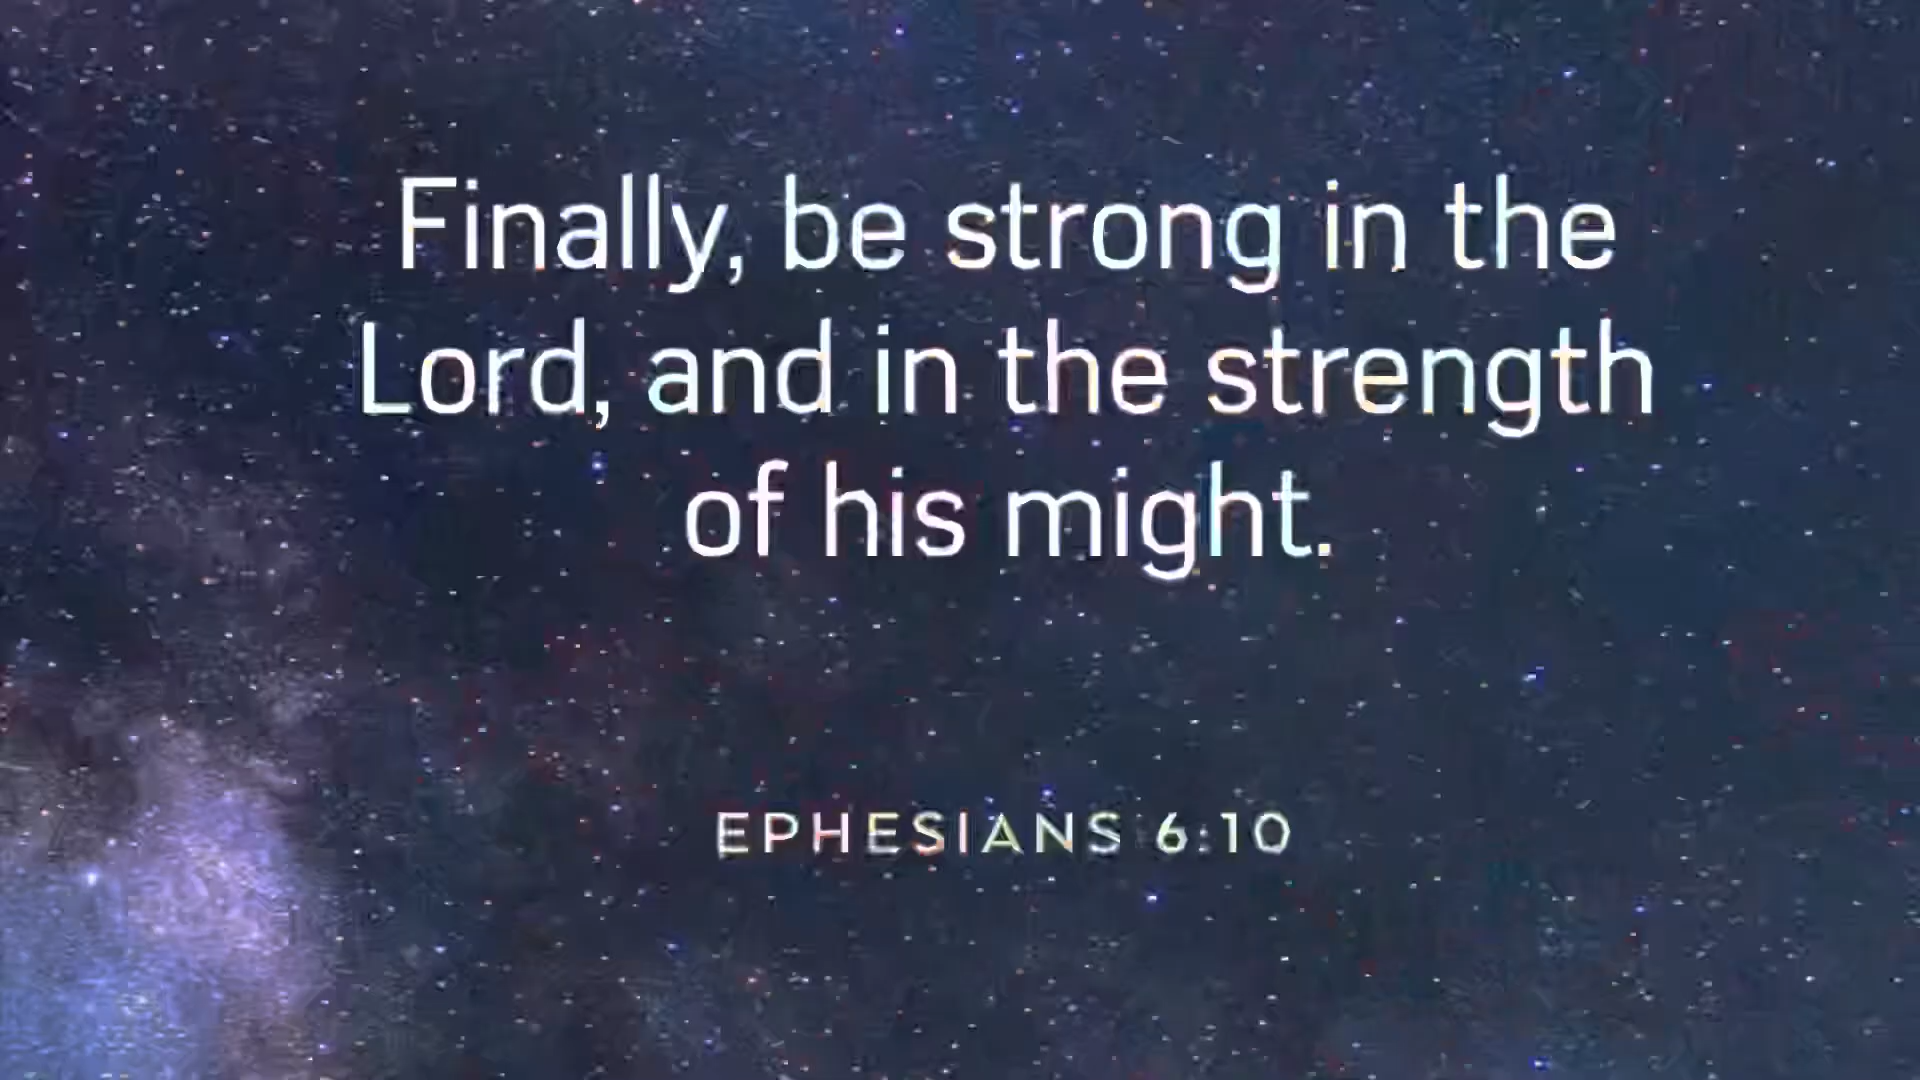 Finally, be strong in the
Lord, and in the strength
of his might.
EPHESIANS 6:10